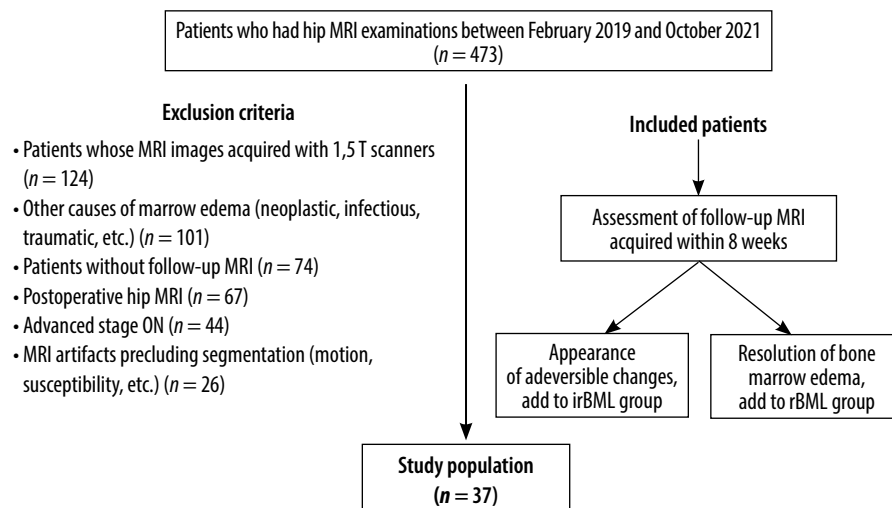 Patients who had hip MRI examinations between February 2019 and October 2021
(n = 473)
Exclusion criteria
• Patients whose MRI images acquired with 1,5 T scanners
(n = 124)
• Other causes of marrow edema (neoplastic, infectious,
traumatic, etc.) (n = 101)
• Patients without follow-up MRI (n = 74)
• Postoperative hip MRI (n = 67)
• Advanced stage ON (n = 44)
• MRI artifacts precluding segmentation (motion,
susceptibility, etc.) (n = 26)
Included patients
Assessment of follow-up MRI
acquired within 8 weeks
Appearance
of adeversible changes,
add to irBML group
Resolution of bone
marrow edema,
add to rBML group
Study population
(n = 37)